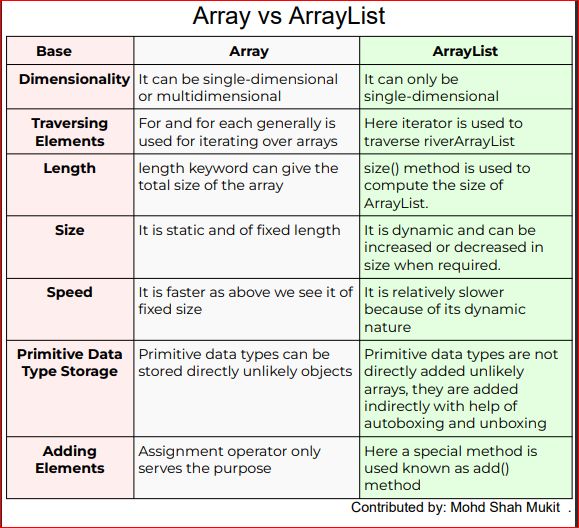 Array vs ArrayList
Base Array ArrayList
Dimensionality It can be single-dimensional It can only be
or multidimensional single-dimensional
Traversing For and for each generally is Here iterator is used to
Elements used for iterating over arrays traverse riverArrayList
Length length keyword can give the size() method is used to
total size of the array compute the size of
ArrayList.
Size It is static and of fixed length It is dynamic and can be
increased or decreased in
size when required.
Speed It is faster as above we see it of It is relatively slower
fixed size because of its dynamic
nature
Primitive Data Primitive data types can be Primitive data types are not
Type Storage stored directly unlikely objects directly added unlikely
arrays, they are added
indirectly with help of
autoboxing and unboxing
Adding Assignment operator only Here a special method is
Elements serves the purpose used known as add()
method
Contributed by: Mohd Shah Mukit .